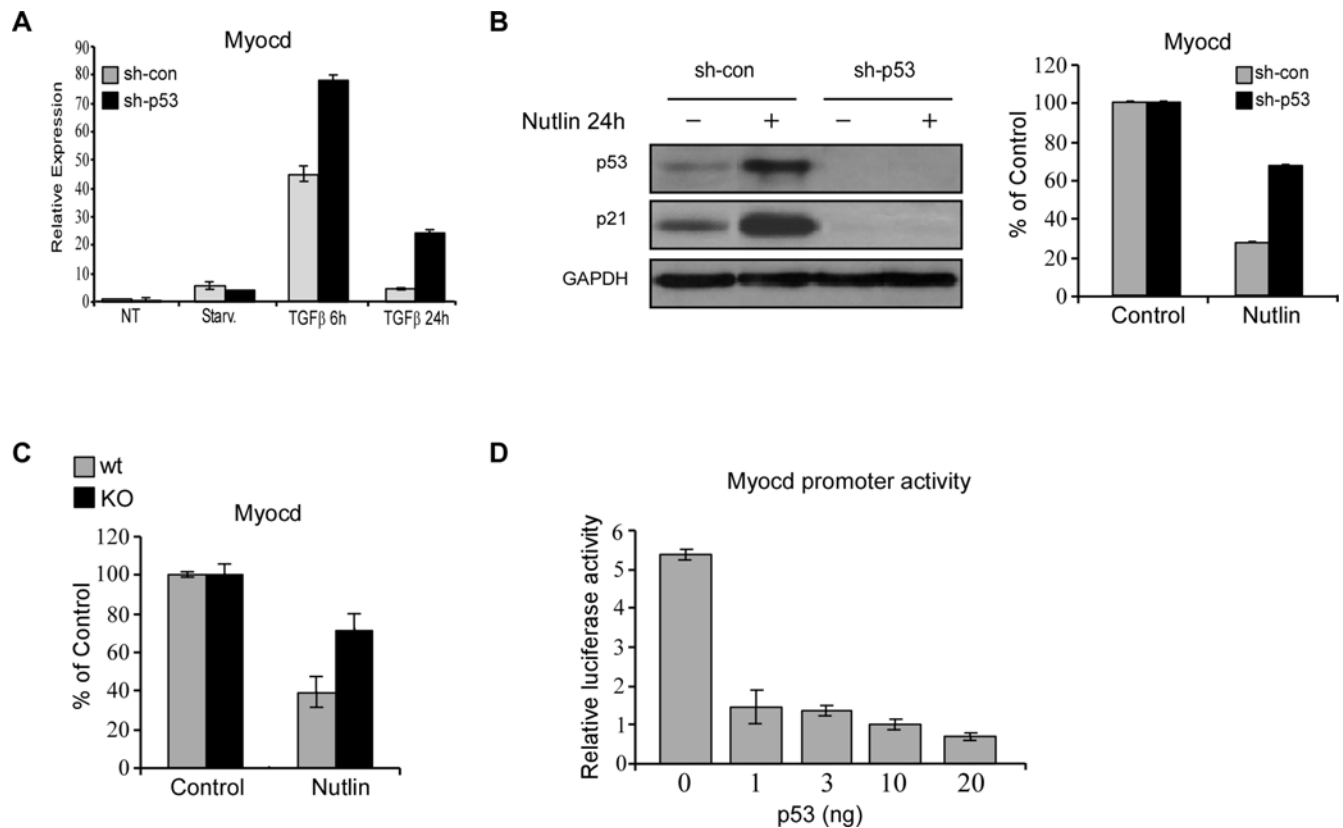 A
Myocd
sh-con
sh-p53
Relative Expression
90
80
70
60
50
40
30
20
10
0
NT
Starv.
TGFβ 6h
TGFβ 24h
B
sh-con
sh-p53
Nutlin 24h
− + − +
p53
p21
GAPDH
Myocd
sh-con
sh-p53
% of Control
120
100
80
60
40
20
0
Control
Nutlin
C
wt
KO
Myocd
% of Control
120
100
80
60
40
20
0
Control
Nutlin
D
Myocd promoter activity
Relative luciferase activity
6
5
4
3
2
1
0
0 1 3 10 20
p53 (ng)